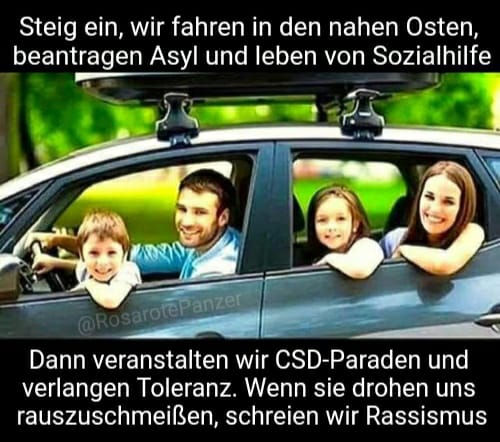 Steig ein, wir fahren in den nahen Osten,
beantragen Asyl und leben von Sozialhilfe
@RosarotePanzer
Dann veranstalten wir CSD-Paraden und
verlangen Toleranz. Wenn sie drohen uns
rauszuschmeißen, schreien wir Rassismus